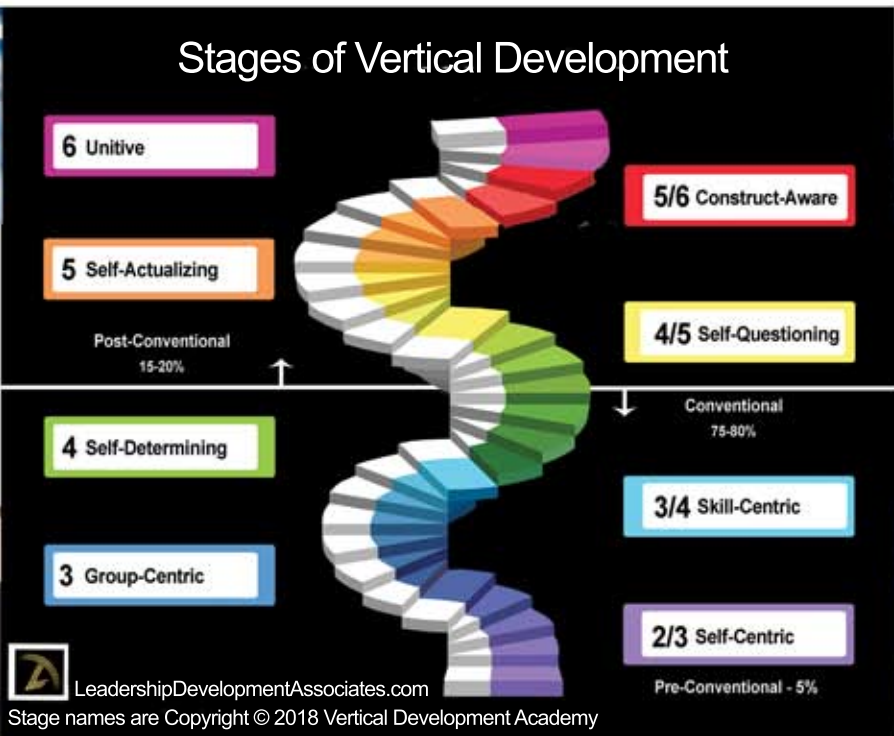 Stages of Vertical Development
6 Unitive
5/6 Construct-Aware
5 Self-Actualizing
4/5 Self-Questioning
Post-Conventional
15-20%
Conventional
75-80%
4 Self-Determining
3/4 Skill-Centric
3 Group-Centric
2/3 Self-Centric
Pre-Conventional - 5%
LeadershipDevelopmentAssociates.com
Stage names are Copyright © 2018 Vertical Development Academy